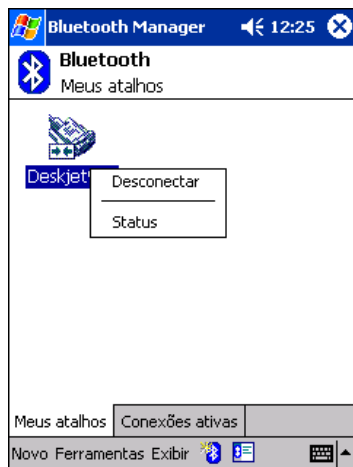 Bluetooth Manager 12:25
Bluetooth
Meus atalhos
Deskjet
Desconectar
Status
Meus atalhos Conexões ativas
Novo Ferramentas Exibir